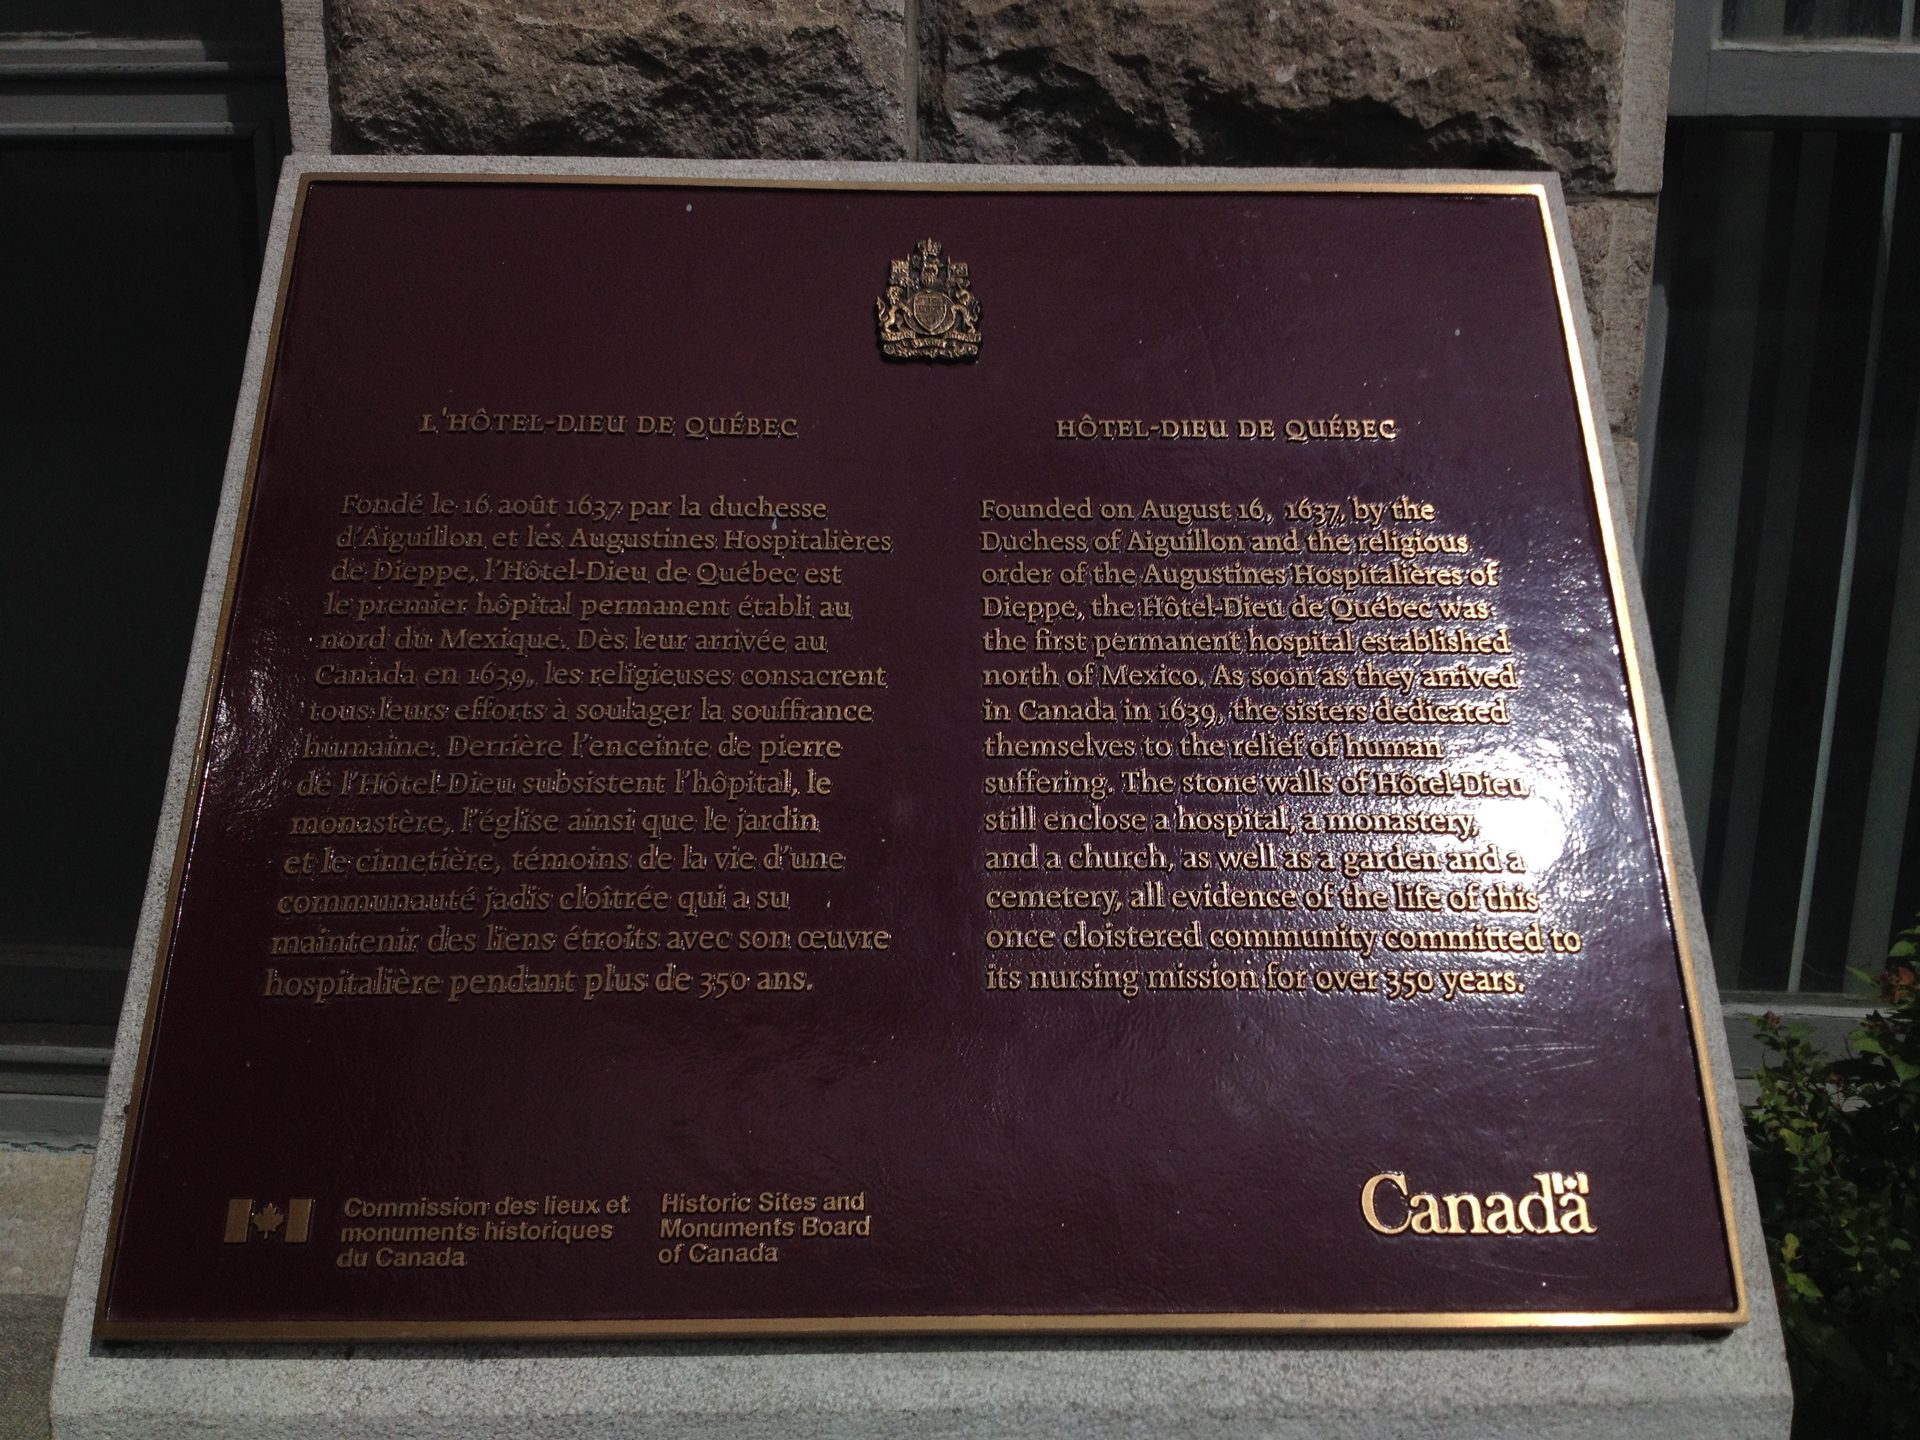 L'HÔTEL-DIEU DE QUÉBEC
Fondé le 16 août 1637 par la duchesse
d'Aiguillon et les Augustines Hospitalières
de Dieppe, l'Hôtel-Dieu de Québec est
le premier hôpital permanent établi au
nord du Mexique. Dès leur arrivée au
Canada en 1639, les religieuses consacrent
tous leurs efforts à soulager la souffrance
humaine. Derrière l'enceinte de pierre
de l'Hôtel-Dieu subsistent l'hôpital, le
monastère, l'église ainsi que le jardin
et le cimetière, témoins de la vie d'une
communauté jadis cloîtrée qui a su
maintenir des liens étroits avec son œuvre
hospitalière pendant plus de 350 ans.
HÔTEL-DIEU DE QUÉBEC
Founded on August 16, 1637, by the
Duchess of Aiguillon and the religious
order of the Augustines Hospitalières of
Dieppe, the Hôtel-Dieu de Québec was
the first permanent hospital established
north of Mexico. As soon as they arrived
in Canada in 1639, the sisters dedicated
themselves to the relief of human
suffering. The stone walls of Hôtel-Dieu
still enclose a hospital, a monastery,
and a church, as well as a garden and a
cemetery, all evidence of the life of this
once cloistered community committed to
its nursing mission for over 350 years.
Commission des lieux et
monuments historiques
du Canada
Historic Sites and
Monuments Board
of Canada
Canada